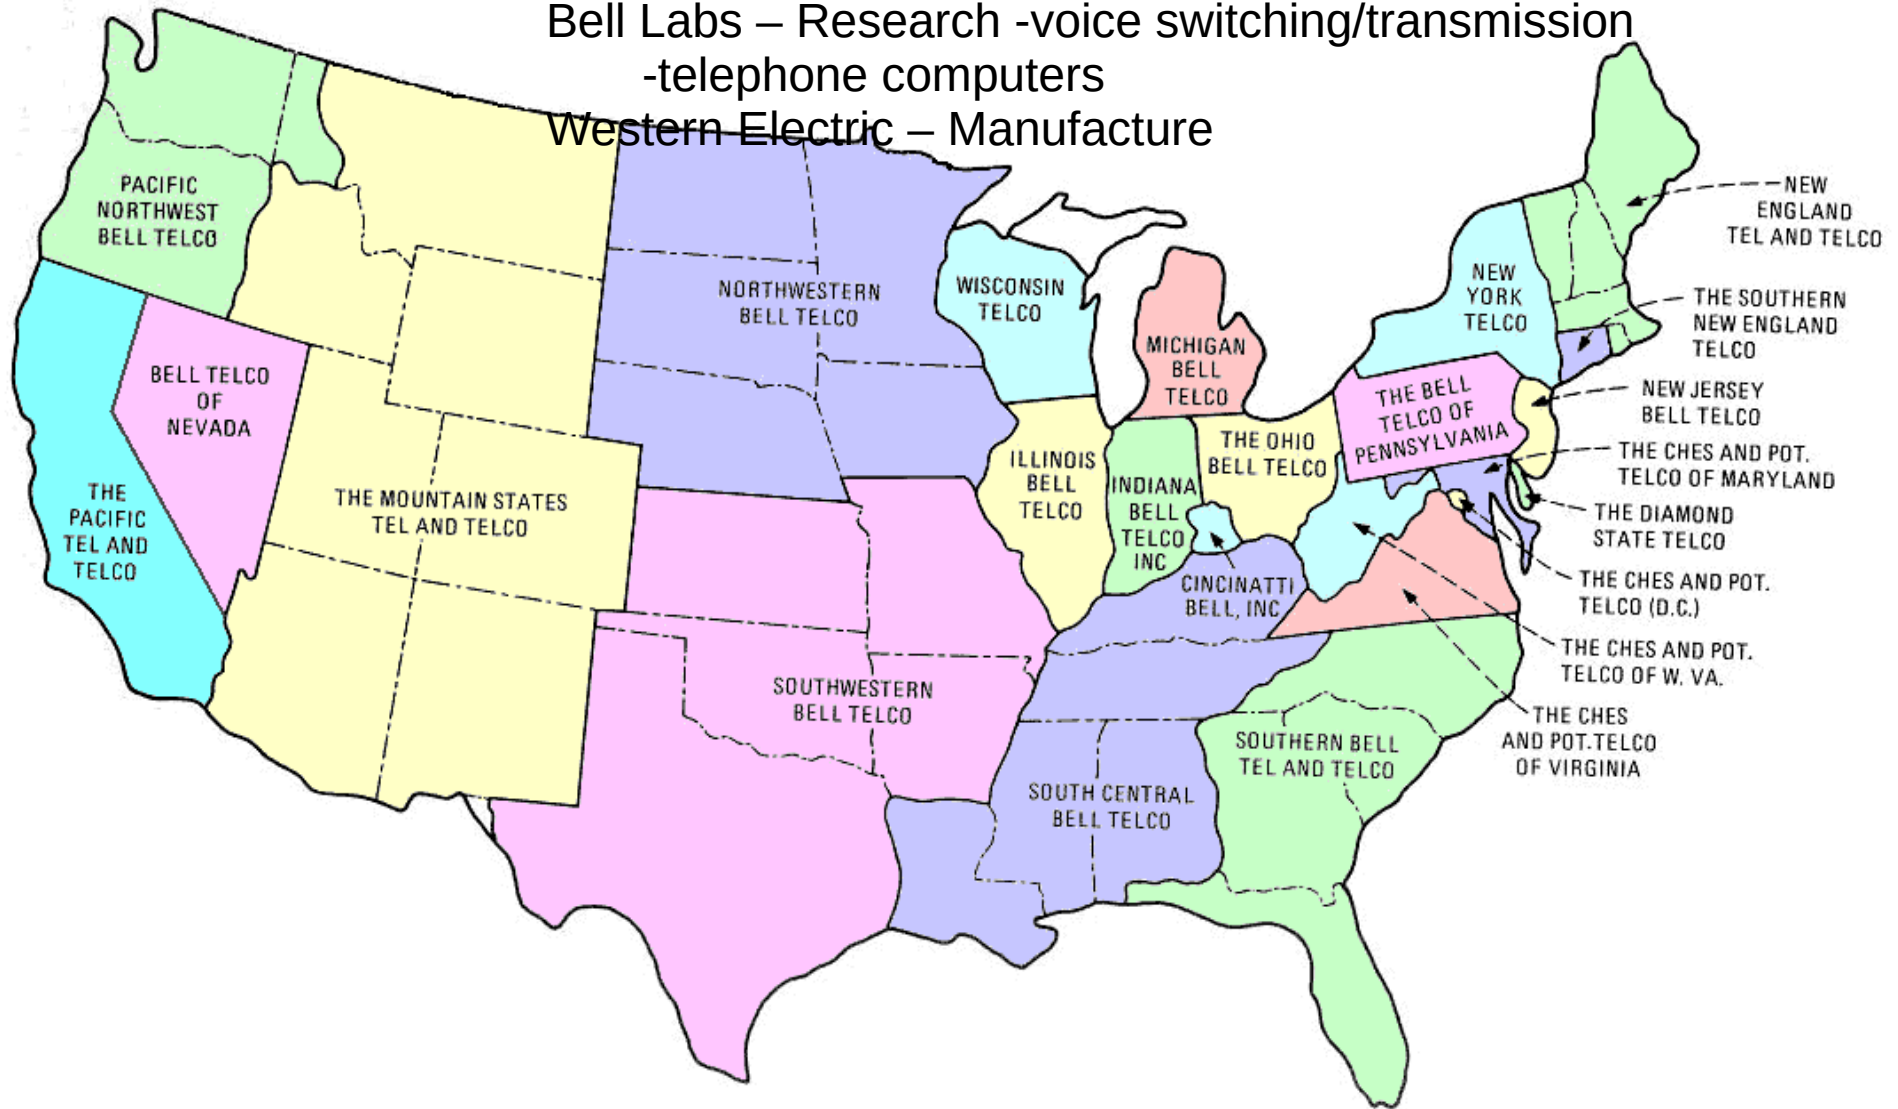 Bell Labs – Research -voice switching/transmission
-telephone computers
Western Electric – Manufacture
PACIFIC
NORTHWEST
BELL TELCO
BELL TELCO
OF
NEVADA
THE
PACIFIC
TEL AND
TELCO
THE MOUNTAIN STATES
TEL AND TELCO
NORTHWESTERN
BELL TELCO
SOUTHWESTERN
BELL TELCO
WISCONSIN
TELCO
MICHIGAN
BELL
TELCO
ILLINOIS
BELL
TELCO
INDIANA
BELL
TELCO
INC
THE OHIO
BELL TELCO
CINCINATTI
BELL, INC
SOUTH CENTRAL
BELL TELCO
SOUTHERN BELL
TEL AND TELCO
THE BELL
TELCO OF
PENNSYLVANIA
NEW
YORK
TELCO
NEW
ENGLAND
TEL AND TELCO
THE SOUTHERN
NEW ENGLAND
TELCO
NEW JERSEY
BELL TELCO
THE CHES AND POT.
TELCO OF MARYLAND
THE DIAMOND
STATE TELCO
THE CHES AND POT.
TELCO (D.C.)
THE CHES AND POT.
TELCO OF W. VA.
THE CHES
AND POT.TELCO
OF VIRGINIA